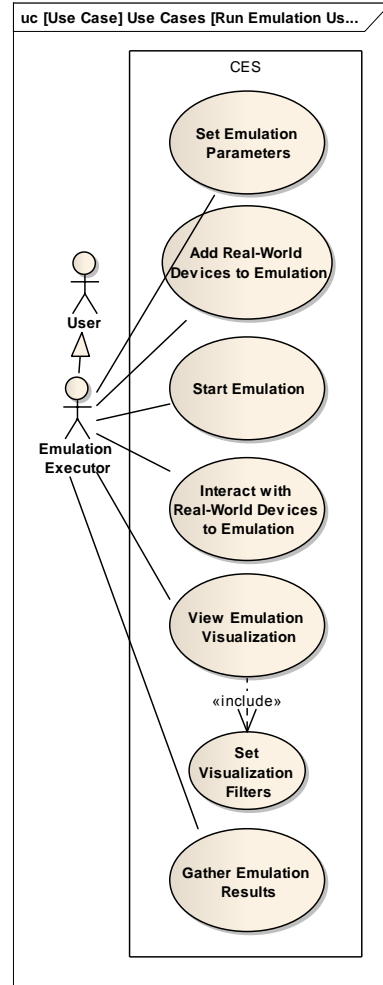 uc [Use Case] Use Cases [Run Emulation Us...
CES
Set Emulation
Parameters
Add Real-World
Devices to Emulation
User
Start Emulation
Emulation
Executor
Interact with
Real-World Devices
to Emulation
View Emulation
Visualization
«include»
Set
Visualization
Filters
Gather Emulation
Results